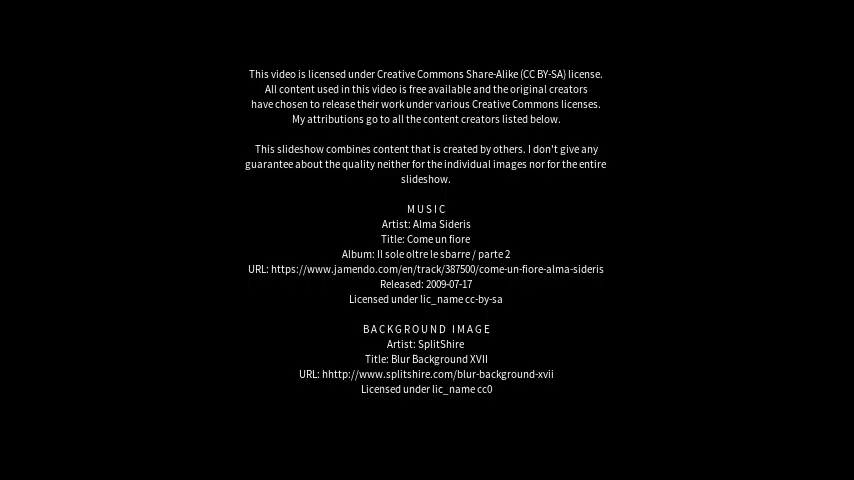 This video is licensed under Creative Commons Share-Alike (CC BY-SA) license.
All content used in this video is free available and the original creators
have chosen to release their work under various Creative Commons licenses.
My attributions go to all the content creators listed below.
This slideshow combines content that is created by others. I don't give any
guarantee about the quality neither for the individual images nor for the entire
slideshow.
MUSIC
Artist: Alma Sideris
Title: Come un fiore
Album: Il sole oltre le sbarre / parte 2
URL: https://www.jamendo.com/en/track/387500/come-un-fiore-alma-sideris
Released: 2009-07-17
Licensed under lic_name cc-by-sa
BACKGROUND IMAGE
Artist: SplitShire
Title: Blur Background XVII
URL: hhttp://www.splitshire.com/blur-background-xvii
Licensed under lic_name cc0